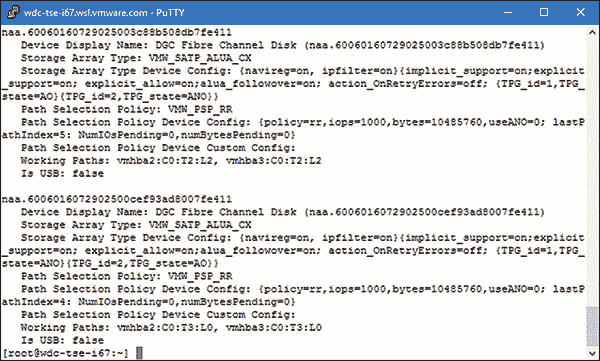 wdc-tse-i67.wsl.vmware.com - PuTTY
naa.60060160729025003c88b508db7fe411
Device Display Name: DGC Fibre Channel Disk (naa.60060160729025003c88b508db7fe411)
Storage Array Type: VMW_SATP_ALUA_CX
Storage Array Type Device Config: {navireg=on, ipfilter=on}{implicit_support=on;explicit
_support=on; explicit_allow=on;alua_followover=on; action_OnRetryErrors=off; {TPG_id=1,TPG_
state=AO}{TPG_id=2,TPG_state=ANO}}
Path Selection Policy: VMW_PSP_RR
Path Selection Policy Device Config: {policy=rr,iops=1000,bytes=10485760,useANO=0; lastP
athIndex=5: NumIOsPending=0,numBytesPending=0}
Path Selection Policy Device Custom Config:
Working Paths: vmhba2:C0:T2:L2, vmhba3:C0:T2:L2
Is USB: false
naa.6006016072902500cef93ad8007fe411
Device Display Name: DGC Fibre Channel Disk (naa.6006016072902500cef93ad8007fe411)
Storage Array Type: VMW_SATP_ALUA_CX
Storage Array Type Device Config: {navireg=on, ipfilter=on}{implicit_support=on;explicit
_support=on; explicit_allow=on;alua_followover=on; action_OnRetryErrors=off; {TPG_id=1,TPG_
state=ANO}{TPG_id=2,TPG_state=AO}}
Path Selection Policy: VMW_PSP_RR
Path Selection Policy Device Config: {policy=rr,iops=1000,bytes=10485760,useANO=0; lastP
athIndex=4: NumIOsPending=0,numBytesPending=0}
Path Selection Policy Device Custom Config:
Working Paths: vmhba2:C0:T3:L0, vmhba3:C0:T3:L0
Is USB: false
[root@wdc-tse-i67:~]